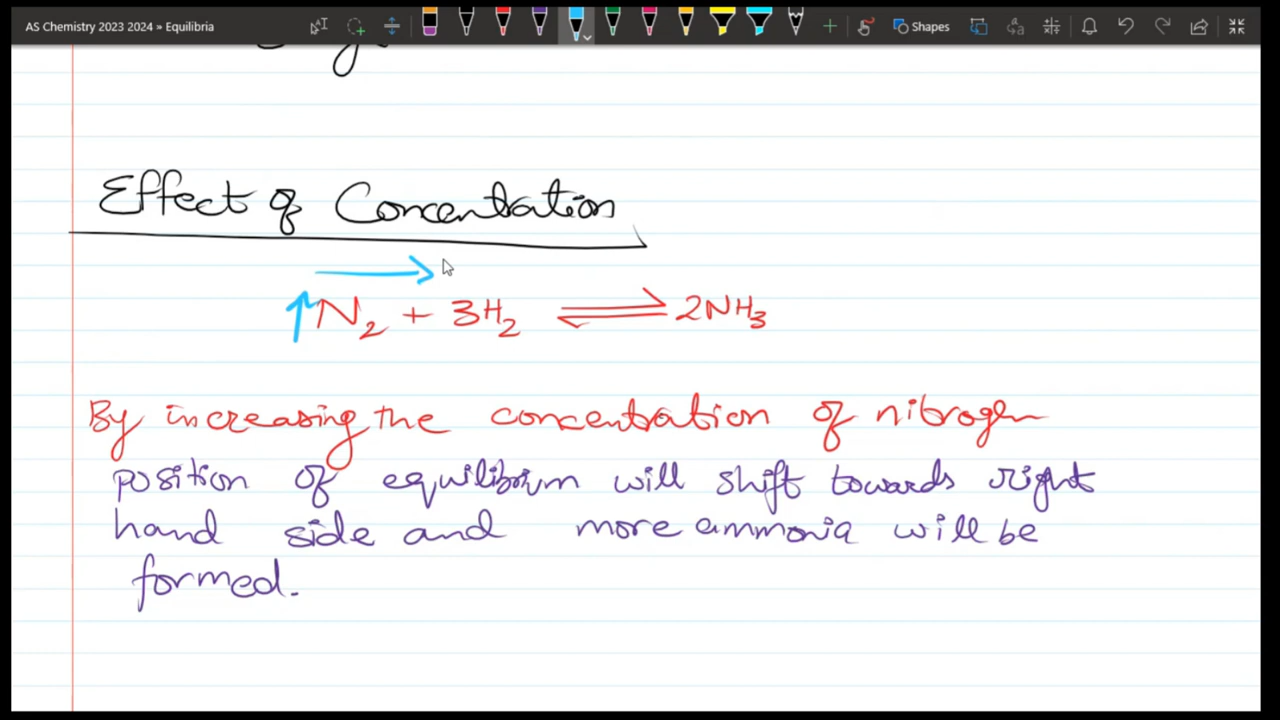 AS Chemistry 2023 2024 » Equilibria
Shapes
Effect of Concentration
↑N₂ + 3H₂ ⇌ 2NH₃
By increasing the concentration of nitrogen
position of equilibrium will shift towards right
hand side and more ammonia will be
formed.